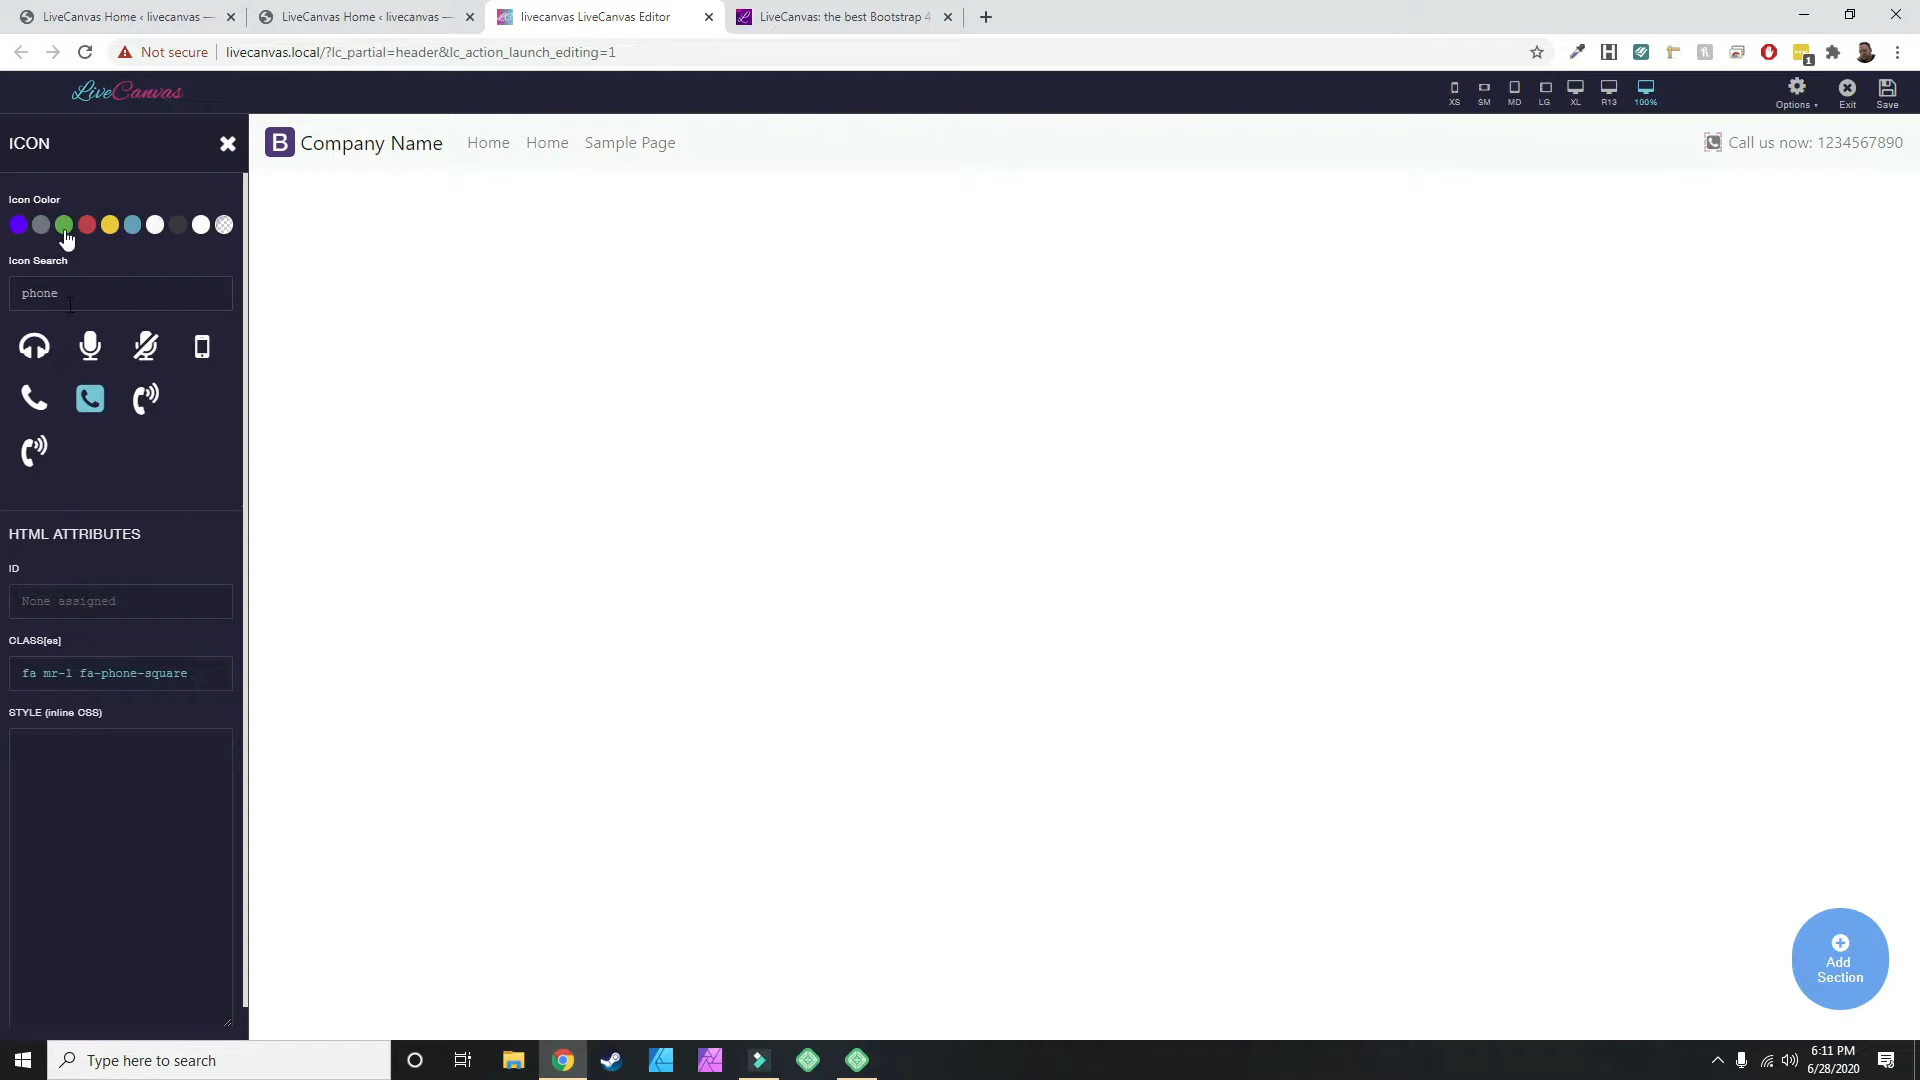 LiveCanvas Home ‹ livecanvas —
LiveCanvas Home ‹ livecanvas —
livecanvas LiveCanvas Editor
LiveCanvas: the best Bootstrap 4
Not secure
livecanvas.local/?lc_partial=header&lc_action_launch_editing=1
1
LiveCanvas
XS
SM
MD
LG
XL
R13
100%
Options
Exit
Save
ICON
B Company Name
Home
Home
Sample Page
Call us now: 1234567890
Icon Color
Icon Search
phone
HTML ATTRIBUTES
ID
None assigned
CLASS[es]
fa mr-1 fa-phone-square
STYLE (inline CSS)
Add
Section
Type here to search
6:11 PM
6/28/2020